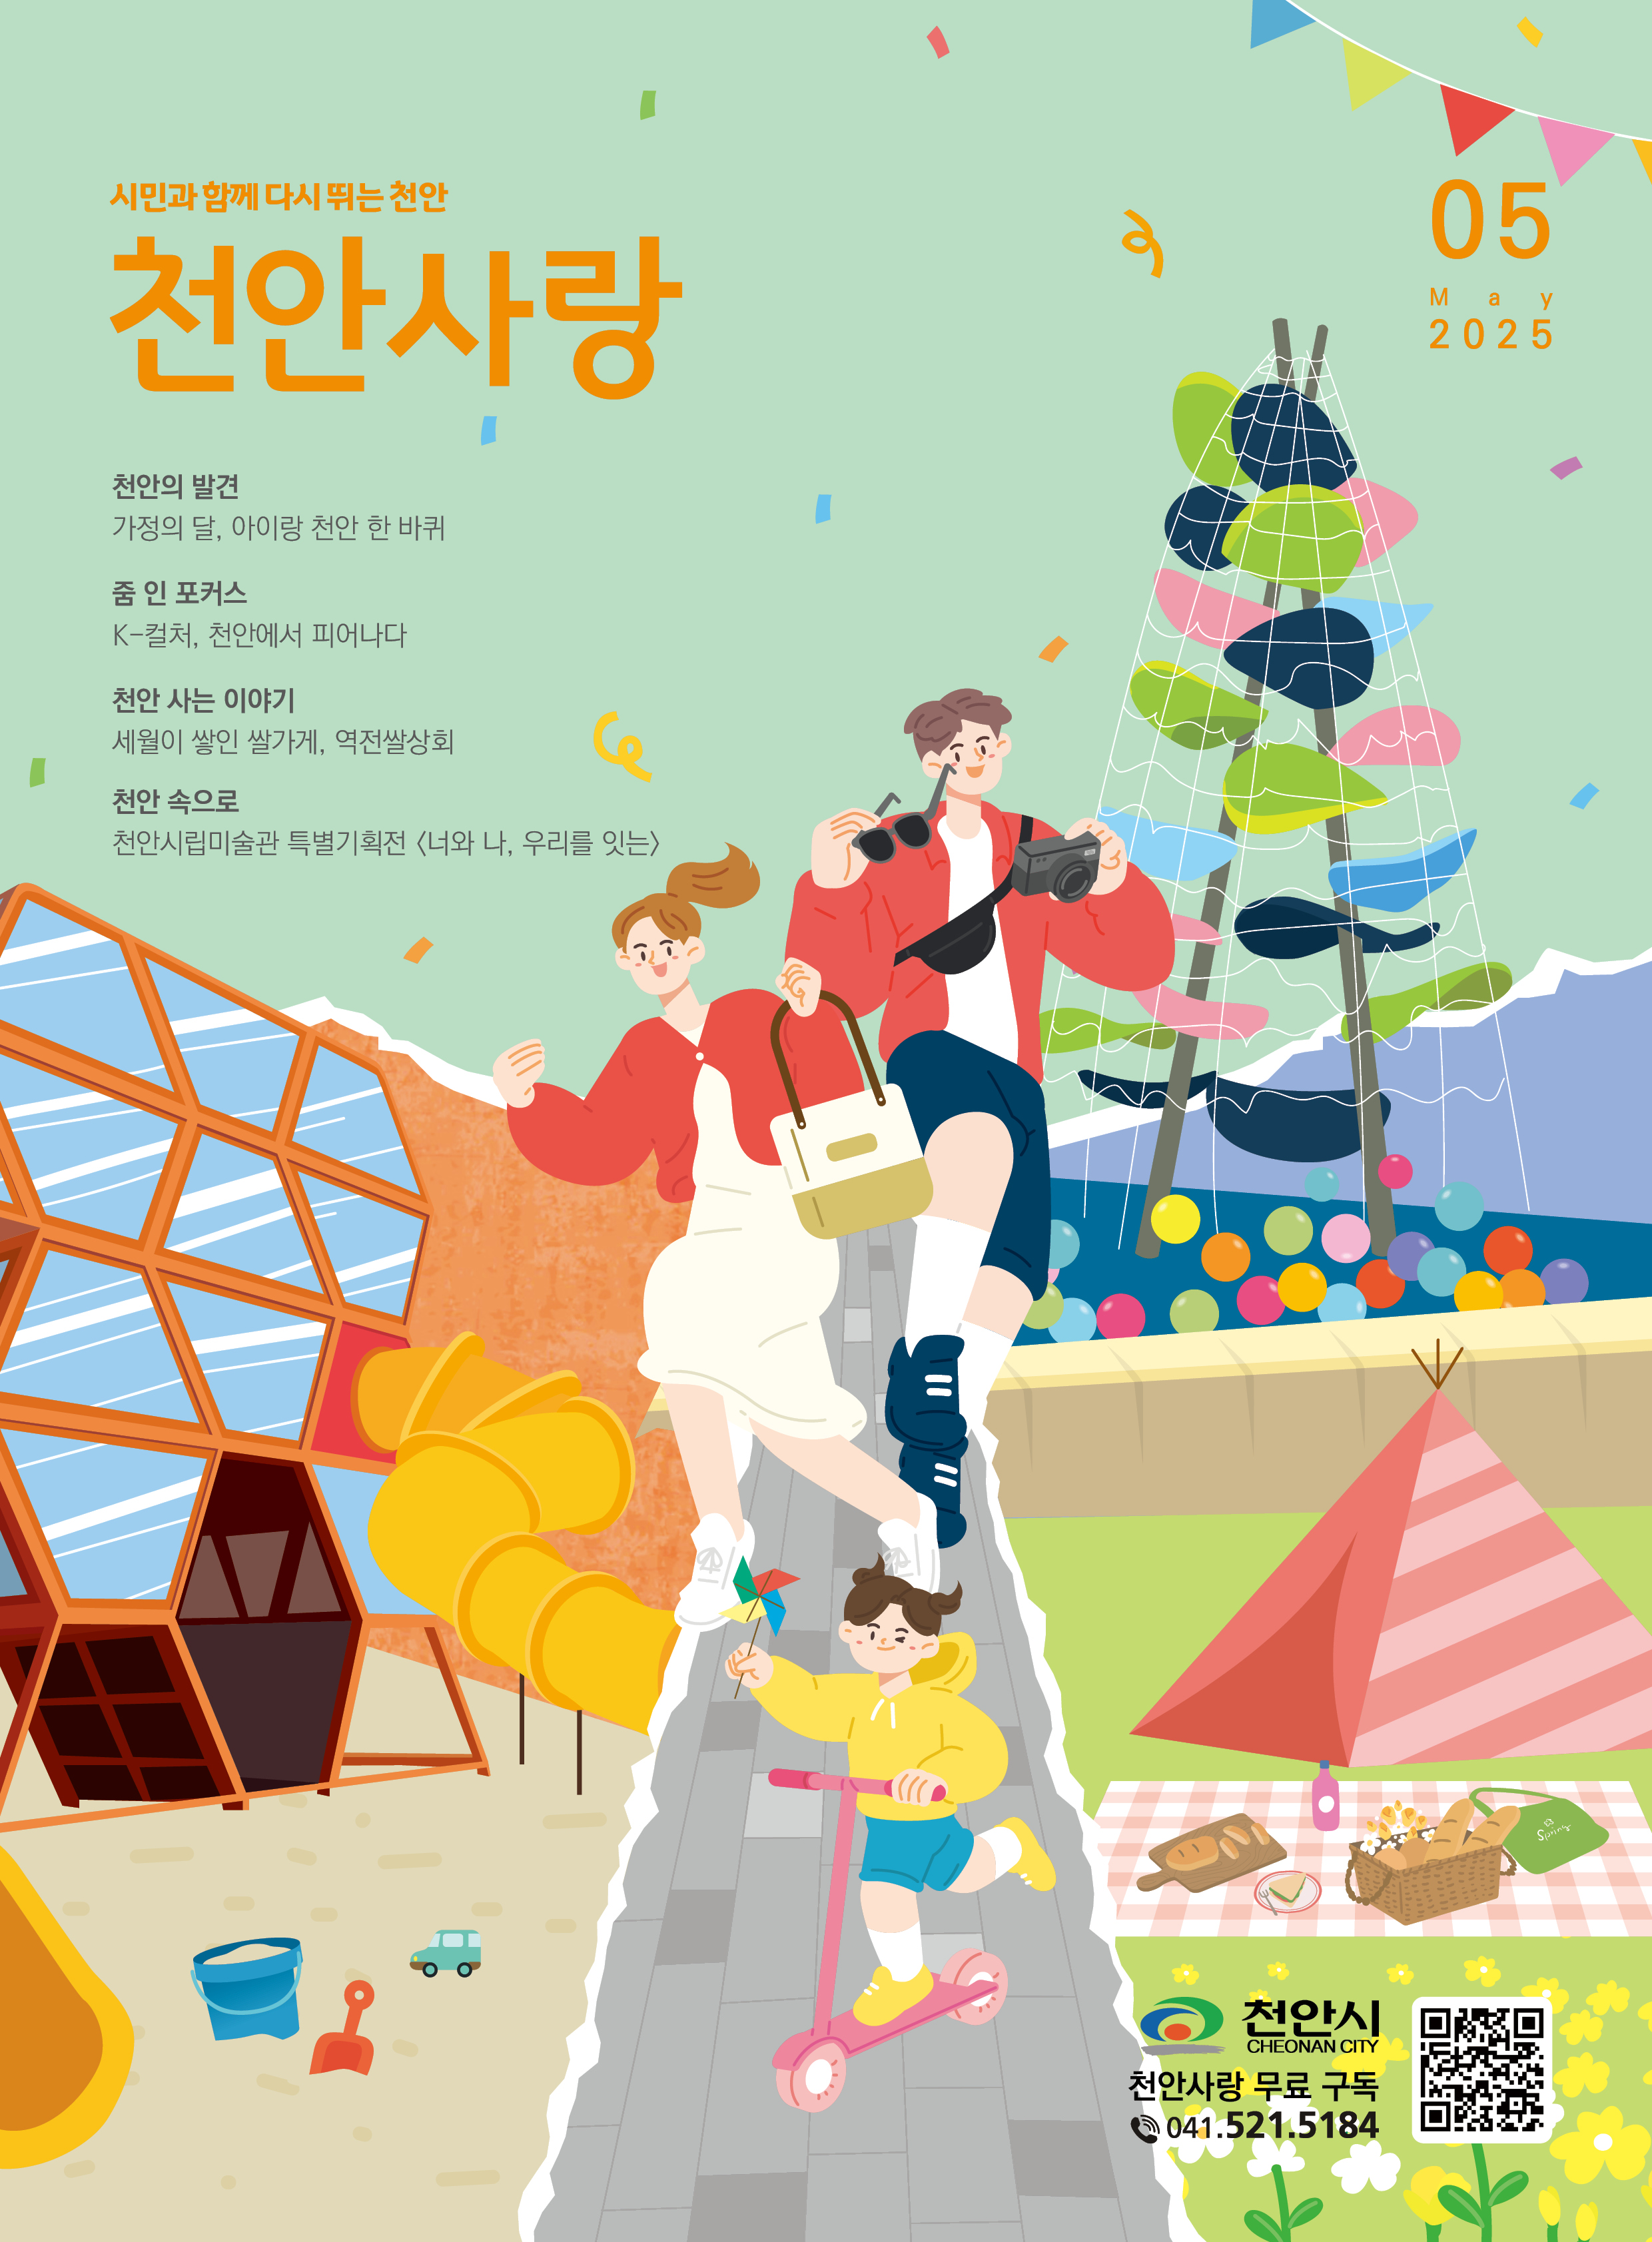 시민과 함께 다시 뛰는 천안
천안사랑
05
May
2025
천안의 발견
가정의 달, 아이랑 천안 한 바퀴
줌 인 포커스
K-컬처, 천안에서 피어나다
천안 사는 이야기
세월이 쌓인 쌀가게, 역전쌀상회
천안 속으로
천안시립미술관 특별기획전 〈너와 나, 우리를 잇는〉
Spring
천안시
CHEONAN CITY
천안사랑 무료 구독
041.521.5184